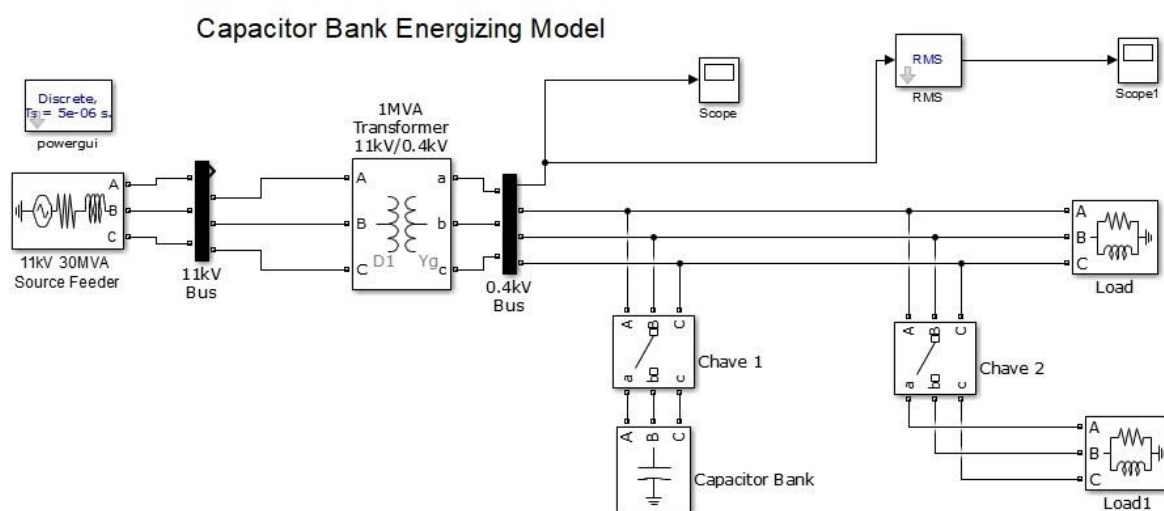 Capacitor Bank Energizing Model
Discrete,
Ts = 5e-06 s.
powergui
A
B
C
11kV 30MVA
Source Feeder
11kV
Bus
1MVA
Transformer
11kV/0.4kV
A
B
C
D1
Yg
a
b
c
0.4kV
Bus
Scope
RMS
RMS
Scope1
A
B
C
Load
A
B
C
a
b
c
Chave 1
A
B
C
Capacitor Bank
A
B
C
a
b
c
Chave 2
A
B
C
Load1